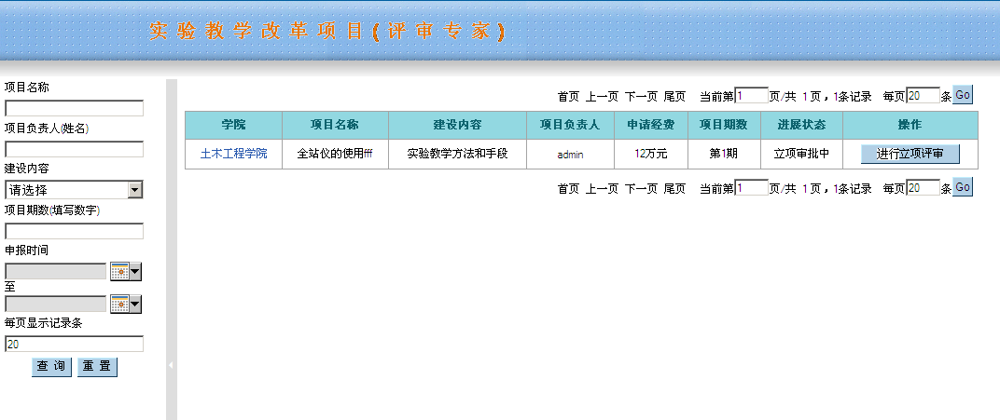 实验教学改革项目(评审专家)
项目名称
项目负责人(姓名)
建设内容
请选择
项目期数(填写数字)
申报时间
至
每页显示记录条
20
查 询 重 置
首页 上一页 下一页 尾页 当前第1页/共 1 页，1条记录 每页20条 Go
学院 项目名称 建设内容 项目负责人 申请经费 项目期数 进展状态 操作
土木工程学院 全站仪的使用fff 实验教学方法和手段 admin 12万元 第1期 立项审批中 进行立项评审
首页 上一页 下一页 尾页 当前第1页/共 1 页，1条记录 每页20条 Go